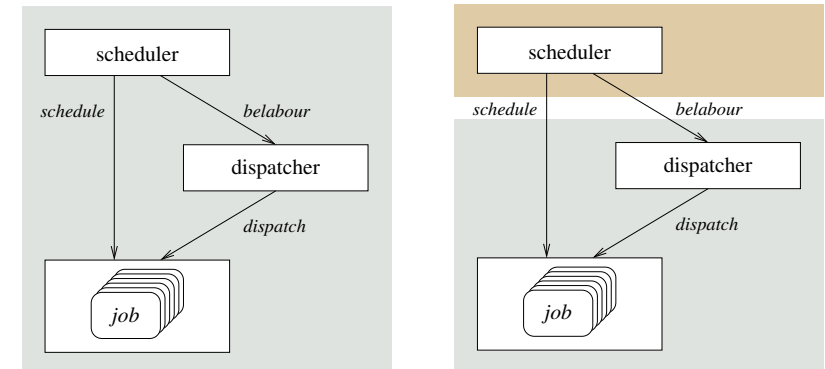 scheduler
schedule
belabour
dispatcher
dispatch
job
scheduler
schedule
belabour
dispatcher
dispatch
job